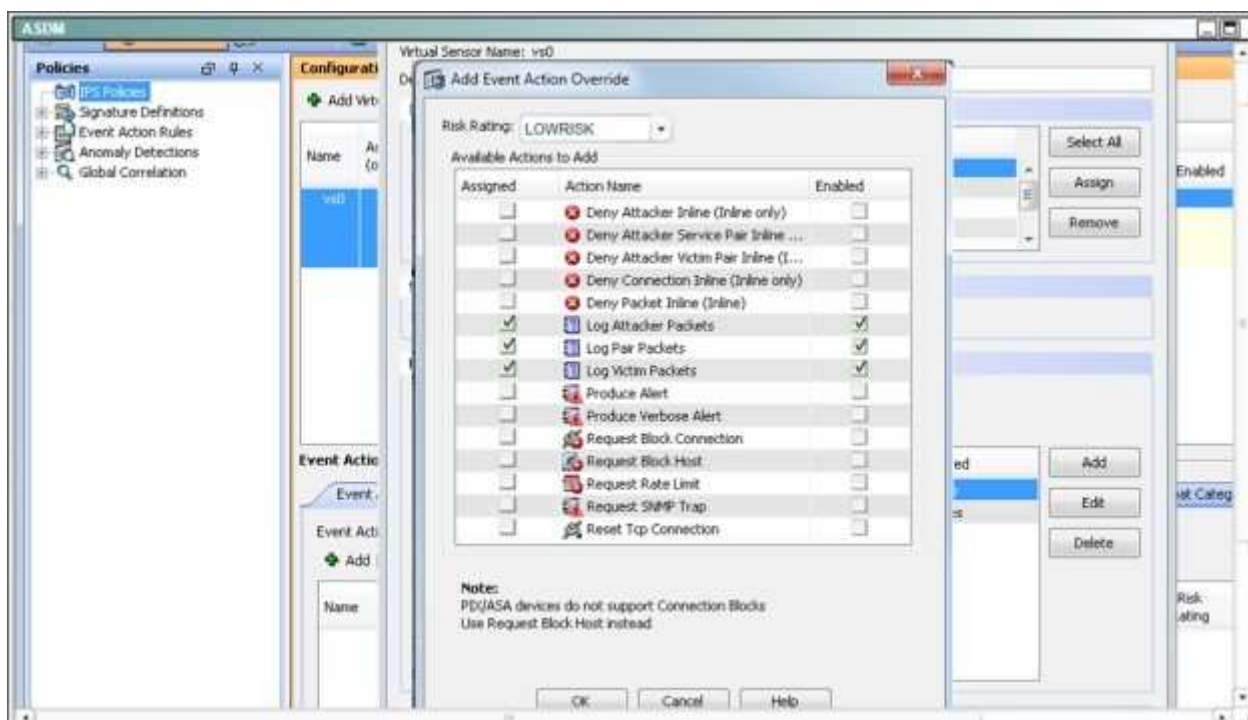 ASDM
Policies
IPS Policies
Signature Definitions
Event Action Rules
Anomaly Detections
Global Correlation
Configurati
Add Virt
Name
vs0
Event Actio
Event
Event Acti
Add
Name
Virtual Sensor Name: vs0
Add Event Action Override
Risk Rating: LOWRISK
Available Actions to Add
Assigned Action Name Enabled
Deny Attacker Inline (Inline only)
Deny Attacker Service Pair Inline ...
Deny Attacker Victim Pair Inline (I...
Deny Connection Inline (Inline only)
Deny Packet Inline (Inline)
Log Attacker Packets
Log Pair Packets
Log Victim Packets
Produce Alert
Produce Verbose Alert
Request Block Connection
Request Block Host
Request Rate Limit
Request SNMP Trap
Reset Tcp Connection
Note:
PIX/ASA devices do not support Connection Blocks
Use Request Block Host instead
OK Cancel Help
Select All
Assign
Remove
ed
Add
Edit
Delete
Enabled
at Categ
Risk
ating